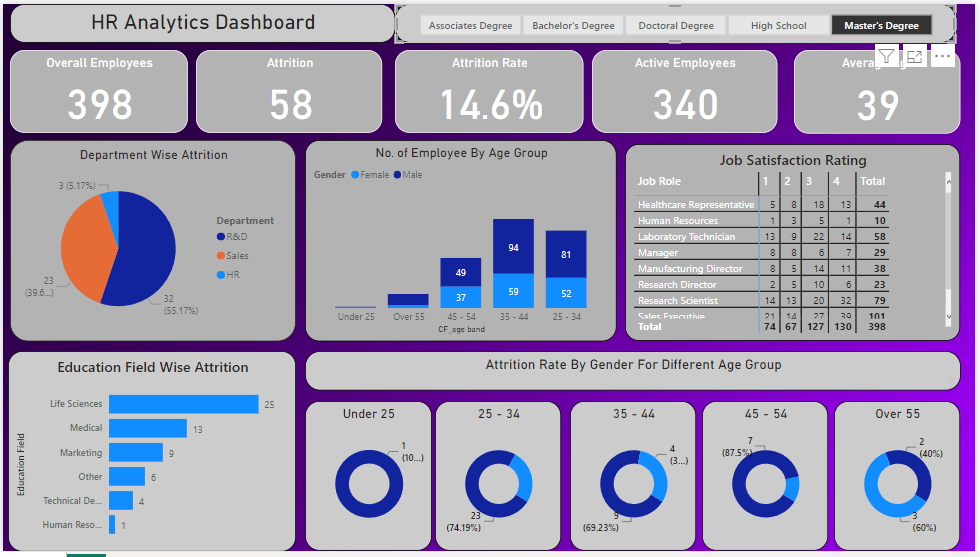 HR Analytics Dashboard
Associates Degree Bachelor's Degree Doctoral Degree High School Master's Degree
Overall Employees
398
Attrition
58
Attrition Rate
14.6%
Active Employees
340
39
Department Wise Attrition
3 (5.17%)
23
(39.6...)
32
(55.17%)
Department
R&D
Sales
HR
No. of Employee By Age Group
Gender Female Male
49
37
94
59
81
52
Under 25 Over 55 45 - 54 35 - 44 25 - 34
CF_age band
Job Satisfaction Rating
Job Role 1 2 3 4 Total
Healthcare Representative 5 8 18 13 44
Human Resources 1 3 5 1 10
Laboratory Technician 13 9 22 14 58
Manager 8 8 6 7 29
Manufacturing Director 8 5 14 11 38
Research Director 2 5 10 6 23
Research Scientist 14 13 20 32 79
Sales Executive 21 14 27 39 101
Total 74 67 127 130 398
Education Field Wise Attrition
Education Field
Life Sciences 25
Medical 13
Marketing 9
Other 6
Technical De... 4
Human Reso... 1
Attrition Rate By Gender For Different Age Group
Under 25
1
(10...)
25 - 34
23
(74.19%)
35 - 44
4
(3...)
9
(69.23%)
45 - 54
7
(87.5%)
Over 55
2
(40%)
3
(60%)